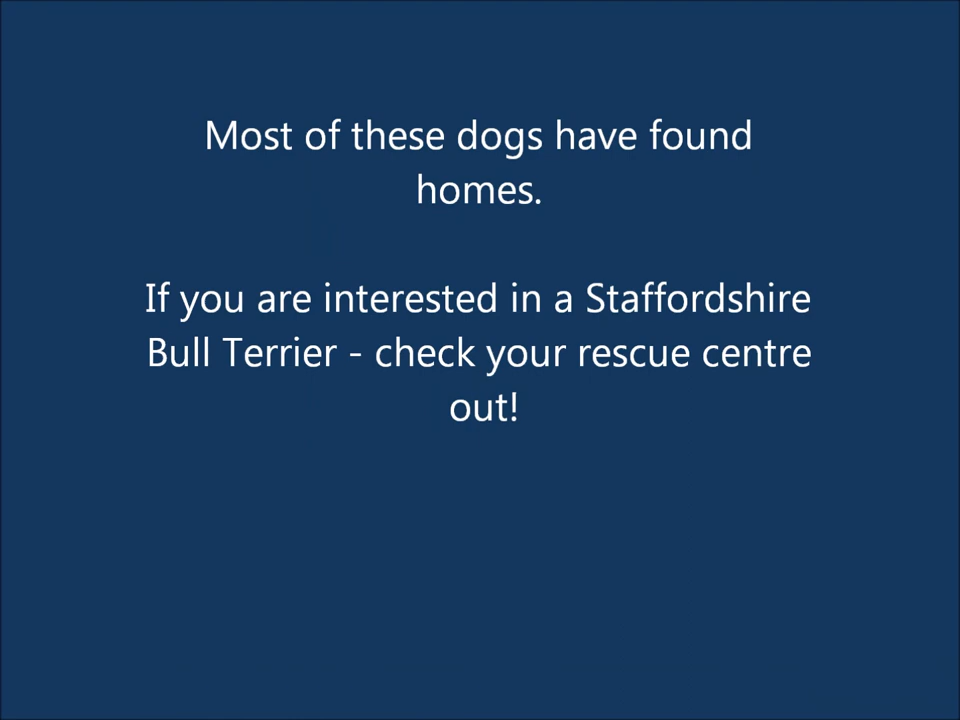 Most of these dogs have found
homes.
If you are interested in a Staffordshire
Bull Terrier - check your rescue centre
out!